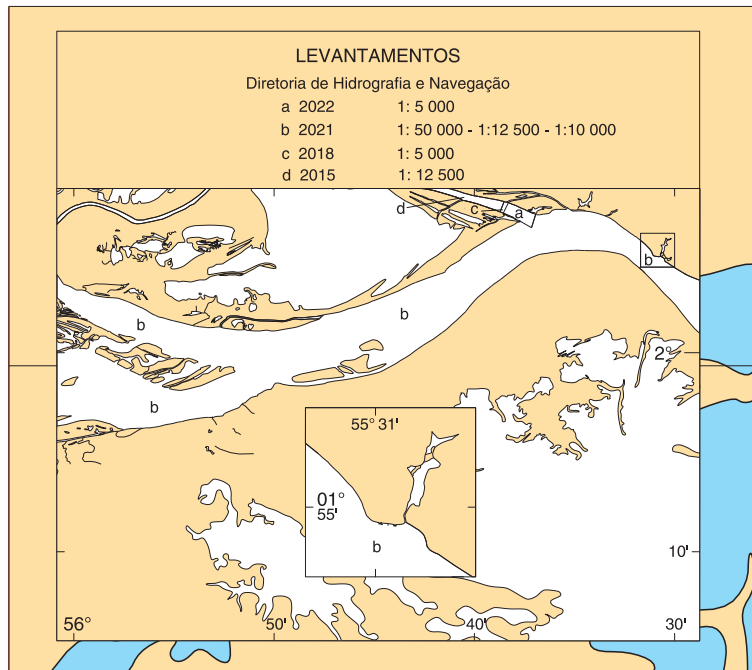 LEVANTAMENTOS
Diretoria de Hidrografia e Navegação
a 2022 1: 5 000
b 2021 1: 50 000 - 1:12 500 - 1:10 000
c 2018 1: 5 000
d 2015 1: 12 500
d c a
b
b b
2°
b
55° 31'
01°
55'
b
10'
56° 50' 40' 30'